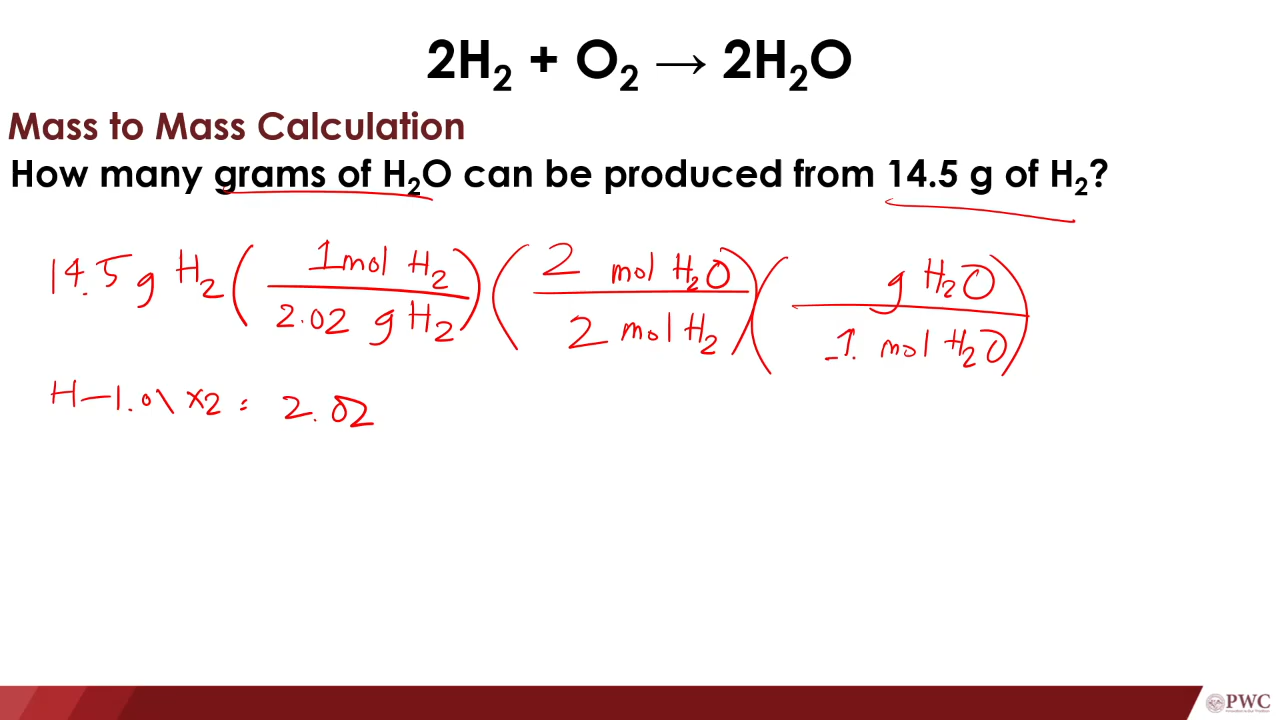 2H₂ + O₂ → 2H₂O
Mass to Mass Calculation
How many grams of H₂O can be produced from 14.5 g of H₂?
14.5 g H₂ ( 1 mol H₂ / 2.02 g H₂ ) ( 2 mol H₂O / 2 mol H₂ ) ( g H₂O / 1 mol H₂O )
H – 1.01 x2 = 2.02
PWC